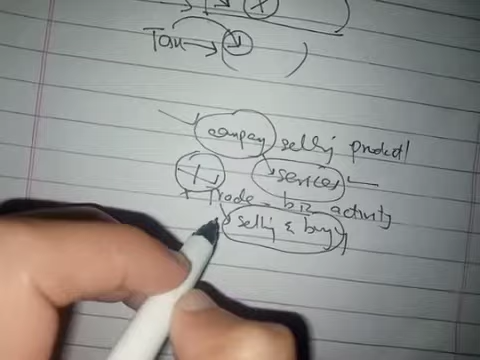 Tax
company selling product
services
Trade - biz activity
selling & buy